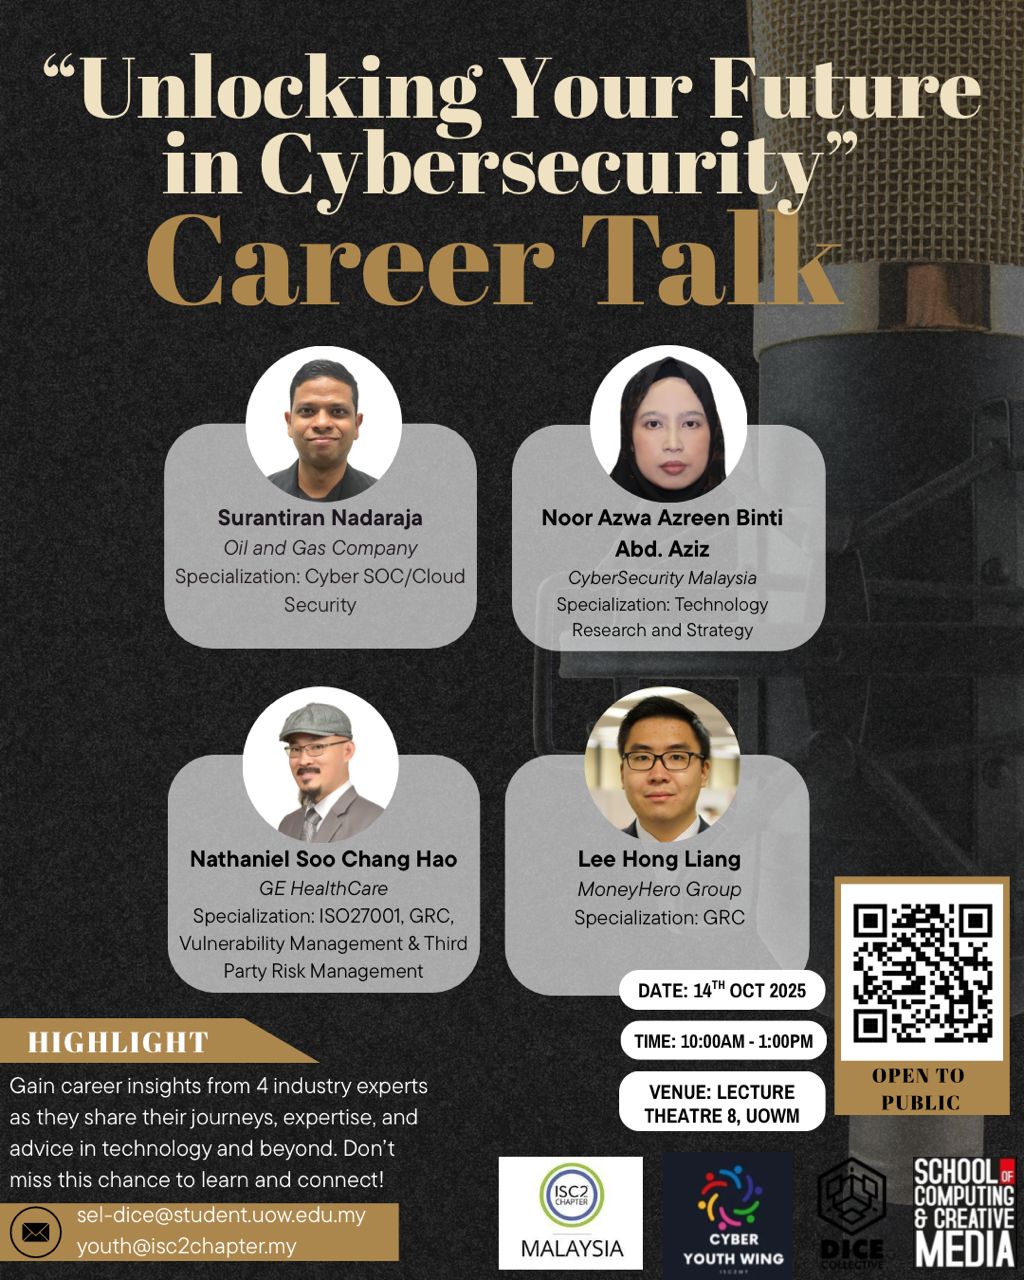 “Unlocking Your Future
in Cybersecurity”
Career Talk
Surantiran Nadaraja
Oil and Gas Company
Specialization: Cyber SOC/Cloud
Security
Noor Azwa Azreen Binti
Abd. Aziz
CyberSecurity Malaysia
Specialization: Technology
Research and Strategy
Nathaniel Soo Chang Hao
GE HealthCare
Specialization: ISO27001, GRC,
Vulnerability Management & Third
Party Risk Management
Lee Hong Liang
MoneyHero Group
Specialization: GRC
DATE: 14TH OCT 2025
TIME: 10:00AM - 1:00PM
VENUE: LECTURE
THEATRE 8, UOWM
OPEN TO
PUBLIC
HIGHLIGHT
Gain career insights from 4 industry experts
as they share their journeys, expertise, and
advice in technology and beyond. Don’t
miss this chance to learn and connect!
sel-dice@student.uow.edu.my
youth@isc2chapter.my
ISC2
CHAPTER
MALAYSIA
CYBER
YOUTH WING
ISC2MY
DICE
COLLECTIVE
SCHOOL OF
COMPUTING
& CREATIVE
MEDIA